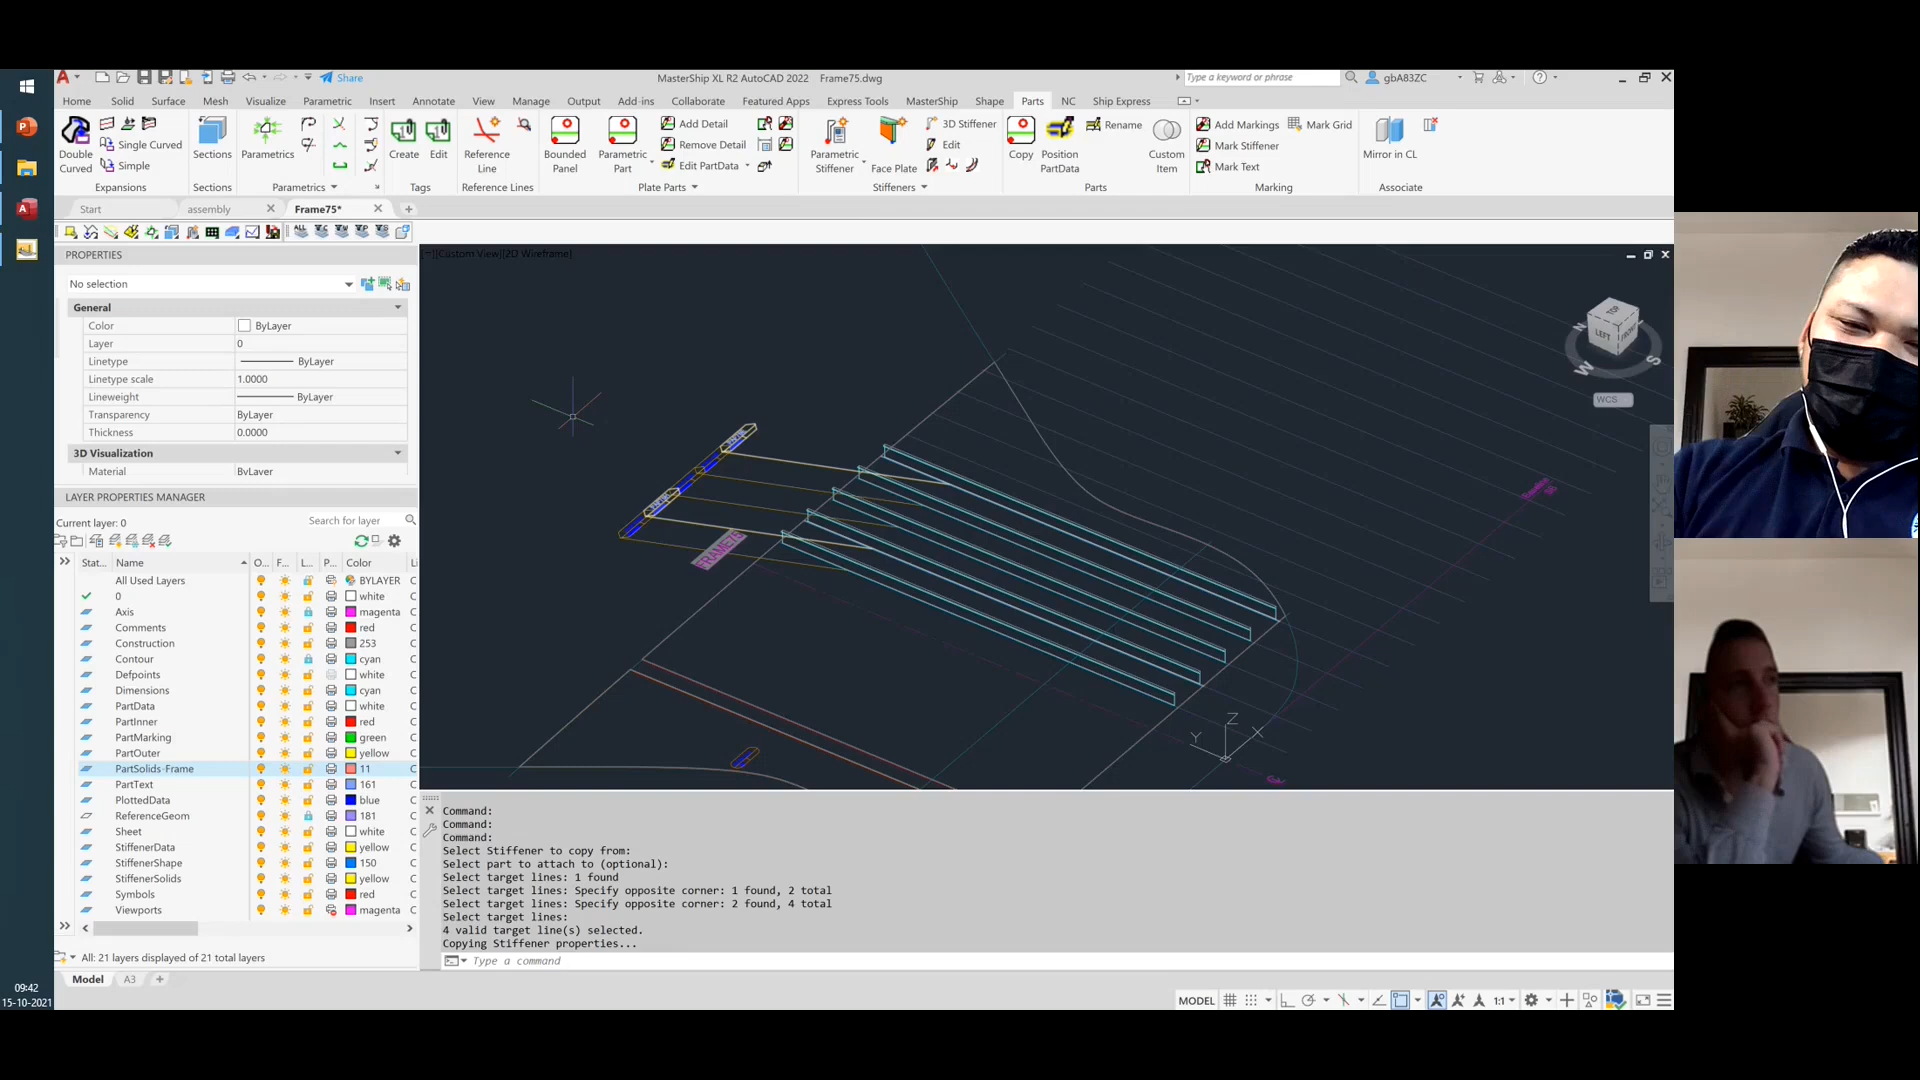 MasterShip XL R2 AutoCAD 2022 Frame75.dwg
Share
Type a keyword or phrase
gbA83ZC
Home Solid Surface Mesh Visualize Parametric Insert Annotate View Manage Output Add-ins Collaborate Featured Apps Express Tools MasterShip Shape Parts NC Ship Express
Double Curved
Single Curved
Simple
Expansions
Sections
Sections
Parametrics
Parametrics
Create
Edit
Tags
Reference Line
Reference Lines
Bounded Panel
Parametric Part
Add Detail
Remove Detail
Edit PartData
Plate Parts
Parametric Stiffener
Face Plate
3D Stiffener
Edit
Stiffeners
Copy
Position PartData
Rename
Custom Item
Parts
Add Markings
Mark Grid
Mark Stiffener
Mark Text
Marking
Mirror in CL
Associate
Start assembly Frame75*
PROPERTIES
No selection
General
Color ByLayer
Layer 0
Linetype ByLayer
Linetype scale 1.0000
Lineweight ByLayer
Transparency ByLayer
Thickness 0.0000
3D Visualization
Material ByLayer
LAYER PROPERTIES MANAGER
Current layer: 0
Search for layer
Stat... Name O... F... L... P... Color Li
All Used Layers BYLAYER C
0 white C
Axis magenta C
Comments red C
Construction 253 C
Contour cyan C
Defpoints white C
Dimensions cyan C
PartData white C
PartInner red C
PartMarking green C
PartOuter yellow C
PartSolids-Frame 11 C
PartText 161 C
PlottedData blue C
ReferenceGeom 181 C
Sheet white C
StiffenerData yellow C
StiffenerShape 150 C
StiffenerSolids yellow C
Symbols red C
Viewports magenta C
All: 21 layers displayed of 21 total layers
[−][Custom View][2D Wireframe]
TOP
LEFT
FRONT
N
W
S
WCS
FRAME75
Z
Y
X
Command:
Command:
Command:
Select Stiffener to copy from:
Select part to attach to (optional):
Select target lines: 1 found
Select target lines: Specify opposite corner: 1 found, 2 total
Select target lines: Specify opposite corner: 2 found, 4 total
Select target lines:
4 valid target line(s) selected.
Copying Stiffener properties...
Type a command
Model A3
MODEL
1:1
09:42
15-10-2021